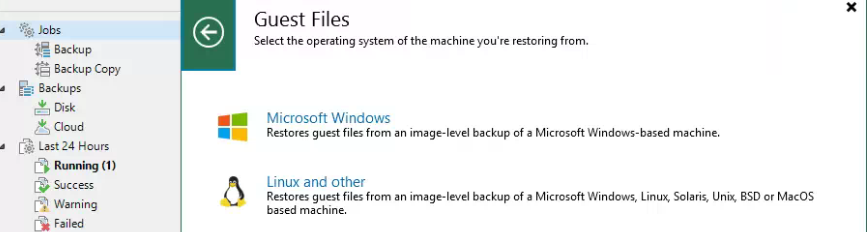 Jobs
Backup
Backup Copy
Backups
Disk
Cloud
Last 24 Hours
Running (1)
Success
Warning
Failed
Guest Files
Select the operating system of the machine you're restoring from.
Microsoft Windows
Restores guest files from an image-level backup of a Microsoft Windows-based machine.
Linux and other
Restores guest files from an image-level backup of a Microsoft Windows, Linux, Solaris, Unix, BSD or MacOS
based machine.